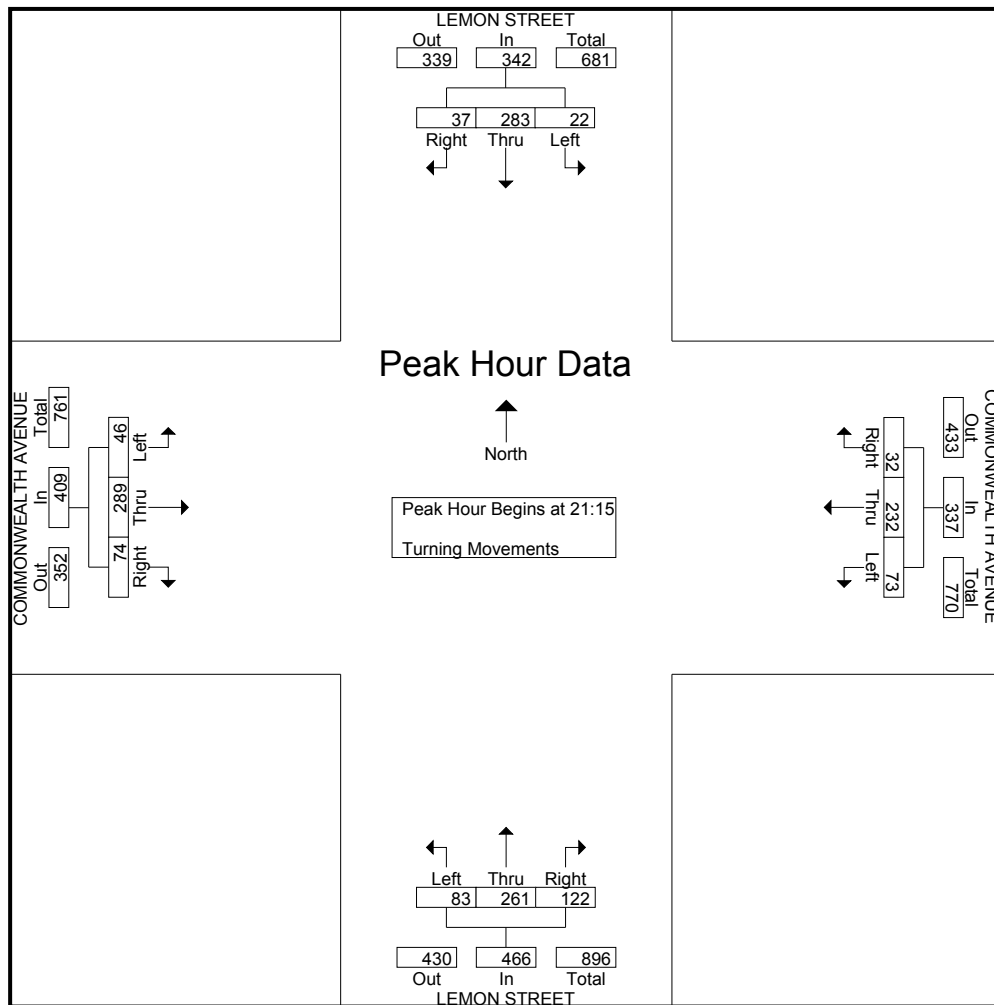 LEMON STREET
Out In Total
339 342 681
37 283 22
Right Thru Left
Peak Hour Data
North
Peak Hour Begins at 21:15
Turning Movements
COMMONWEALTH AVENUE
Total In Out
761 409 352
46 289 74
Left Thru Right
COMMONWEALTH AVENUE
Out In Total
433 337 770
32 232 73
Right Thru Left
Left Thru Right
83 261 122
430 466 896
Out In Total
LEMON STREET